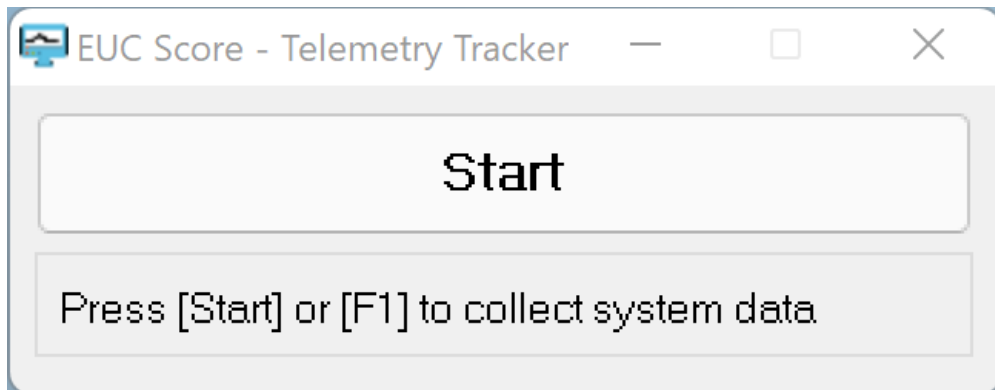 EUC Score - Telemetry Tracker
Start
Press [Start] or [F1] to collect system data